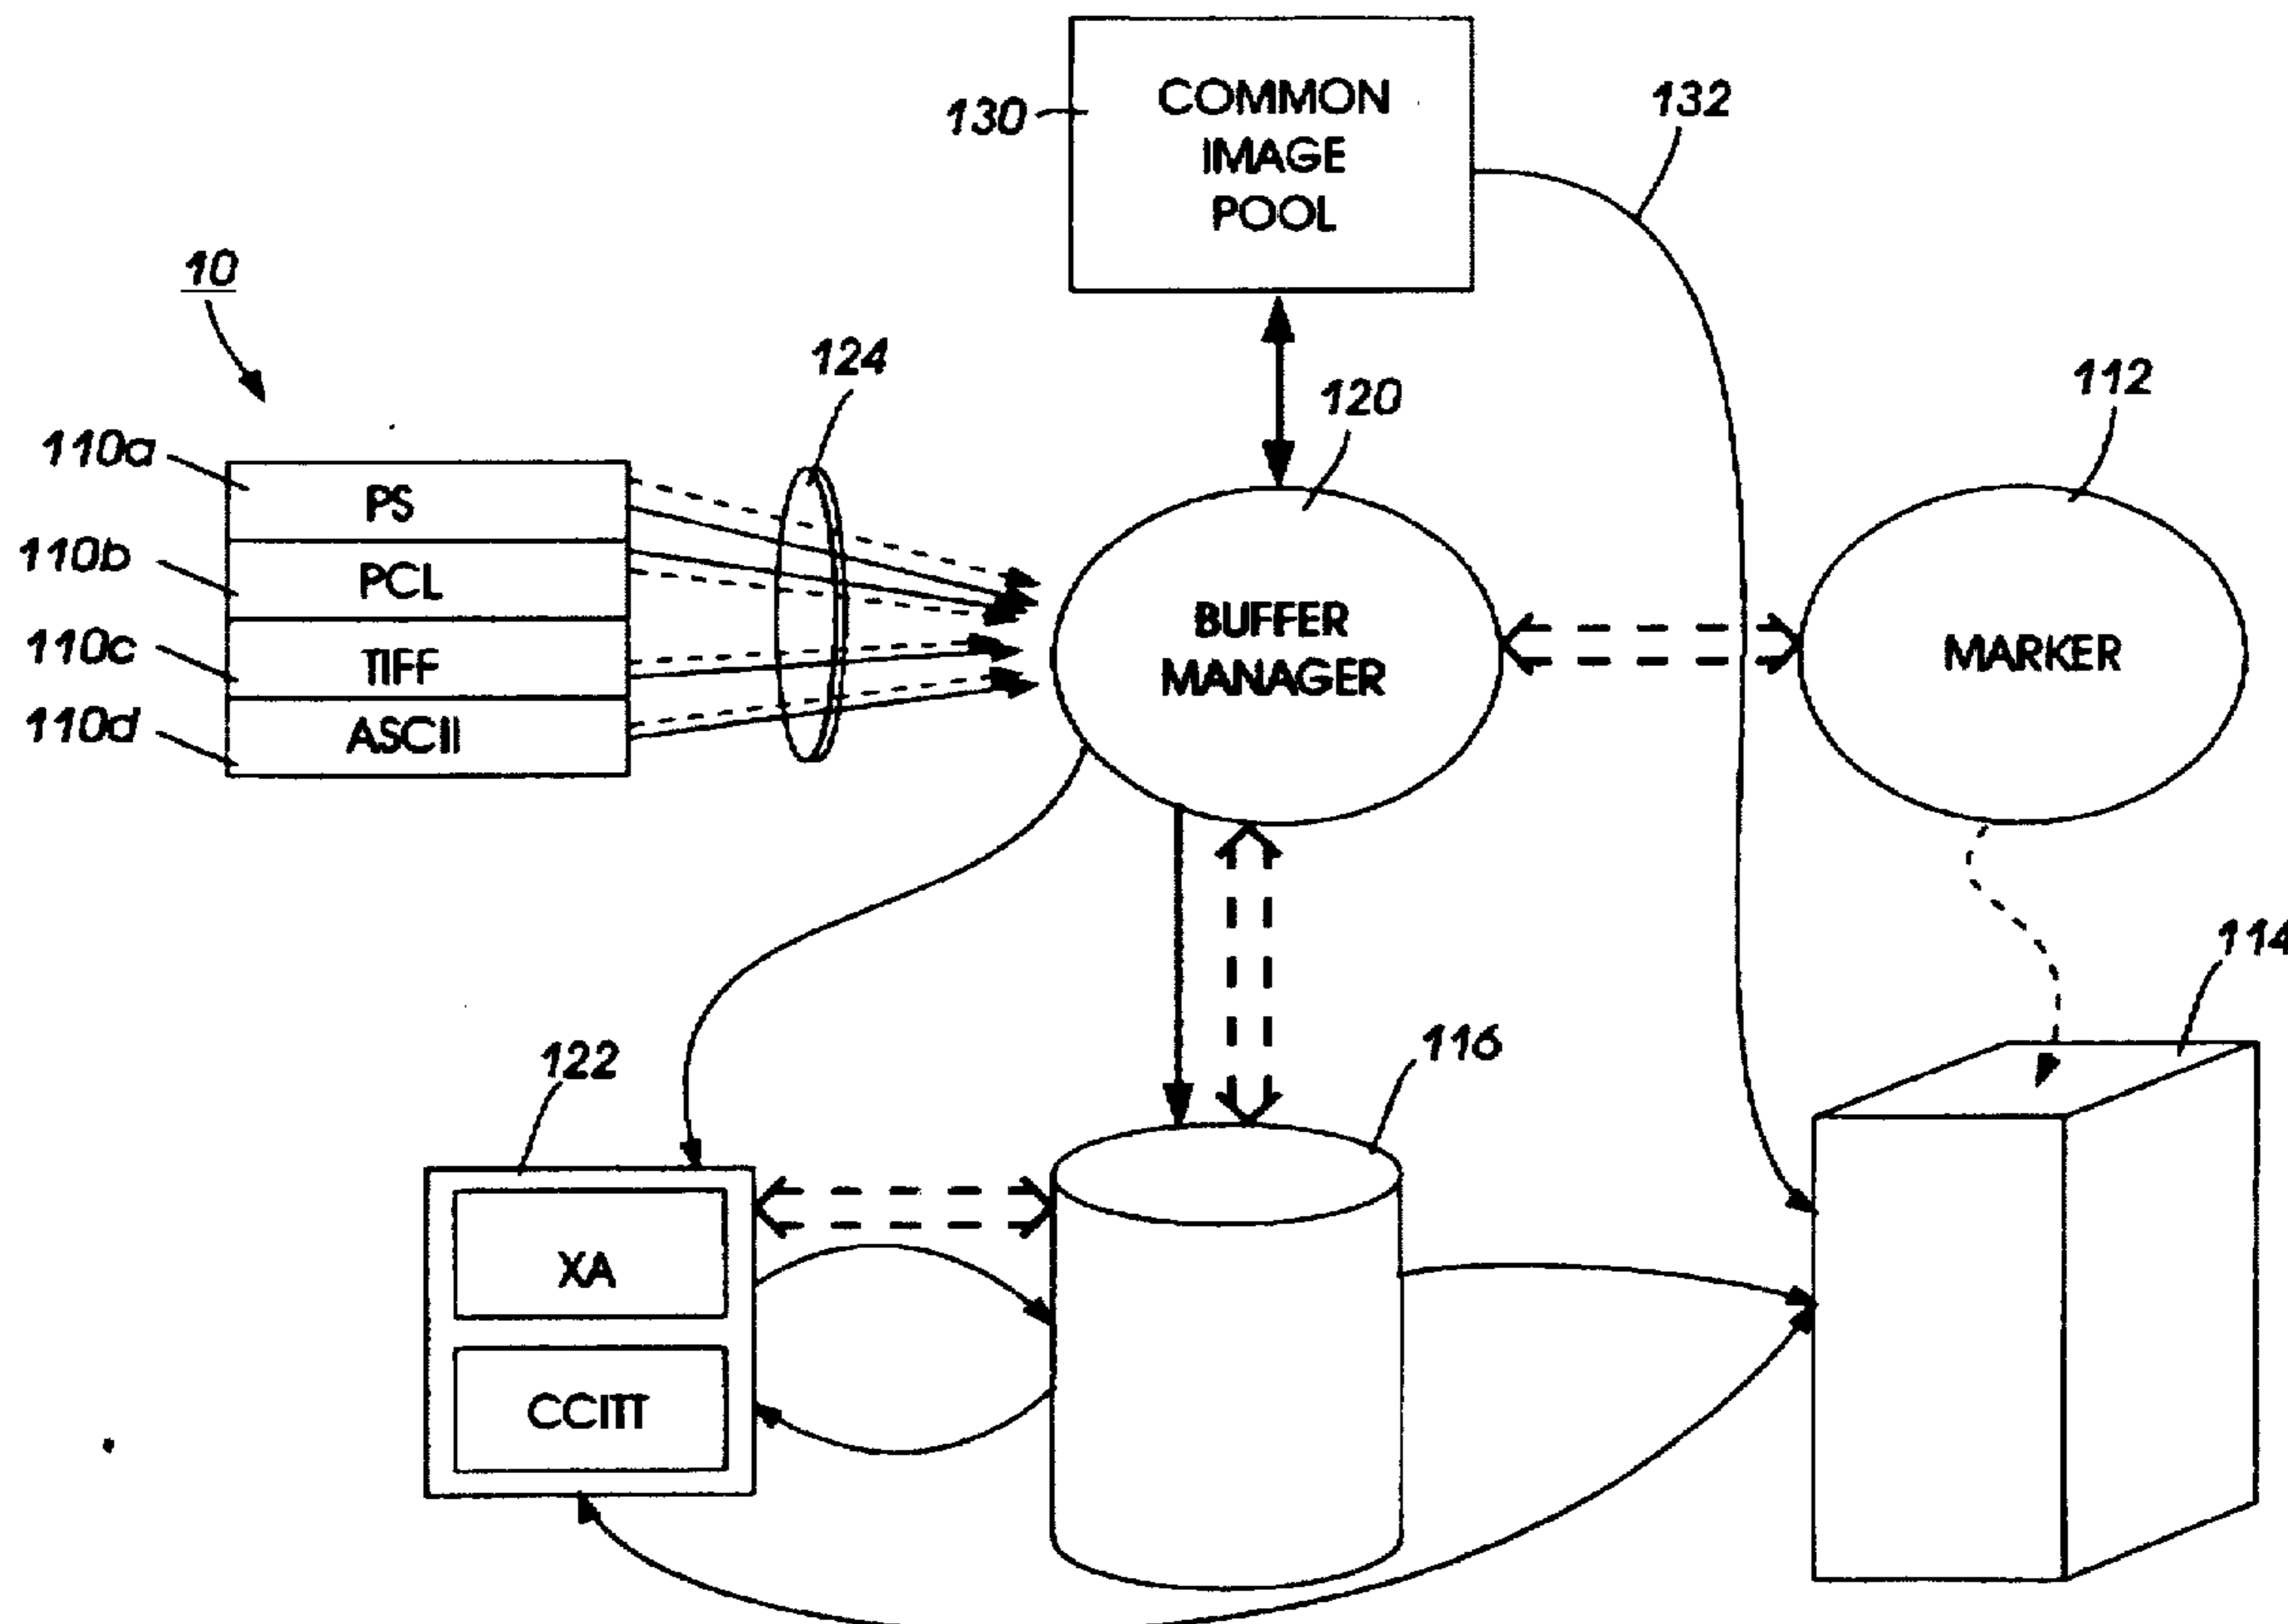 COMMON
IMAGE
POOL
130
132
10
124
120
112
110a
PS
110b
PCL
110c
TIFF
110d
ASCII
BUFFER
MANAGER
MARKER
114
116
122
XA
CCITT